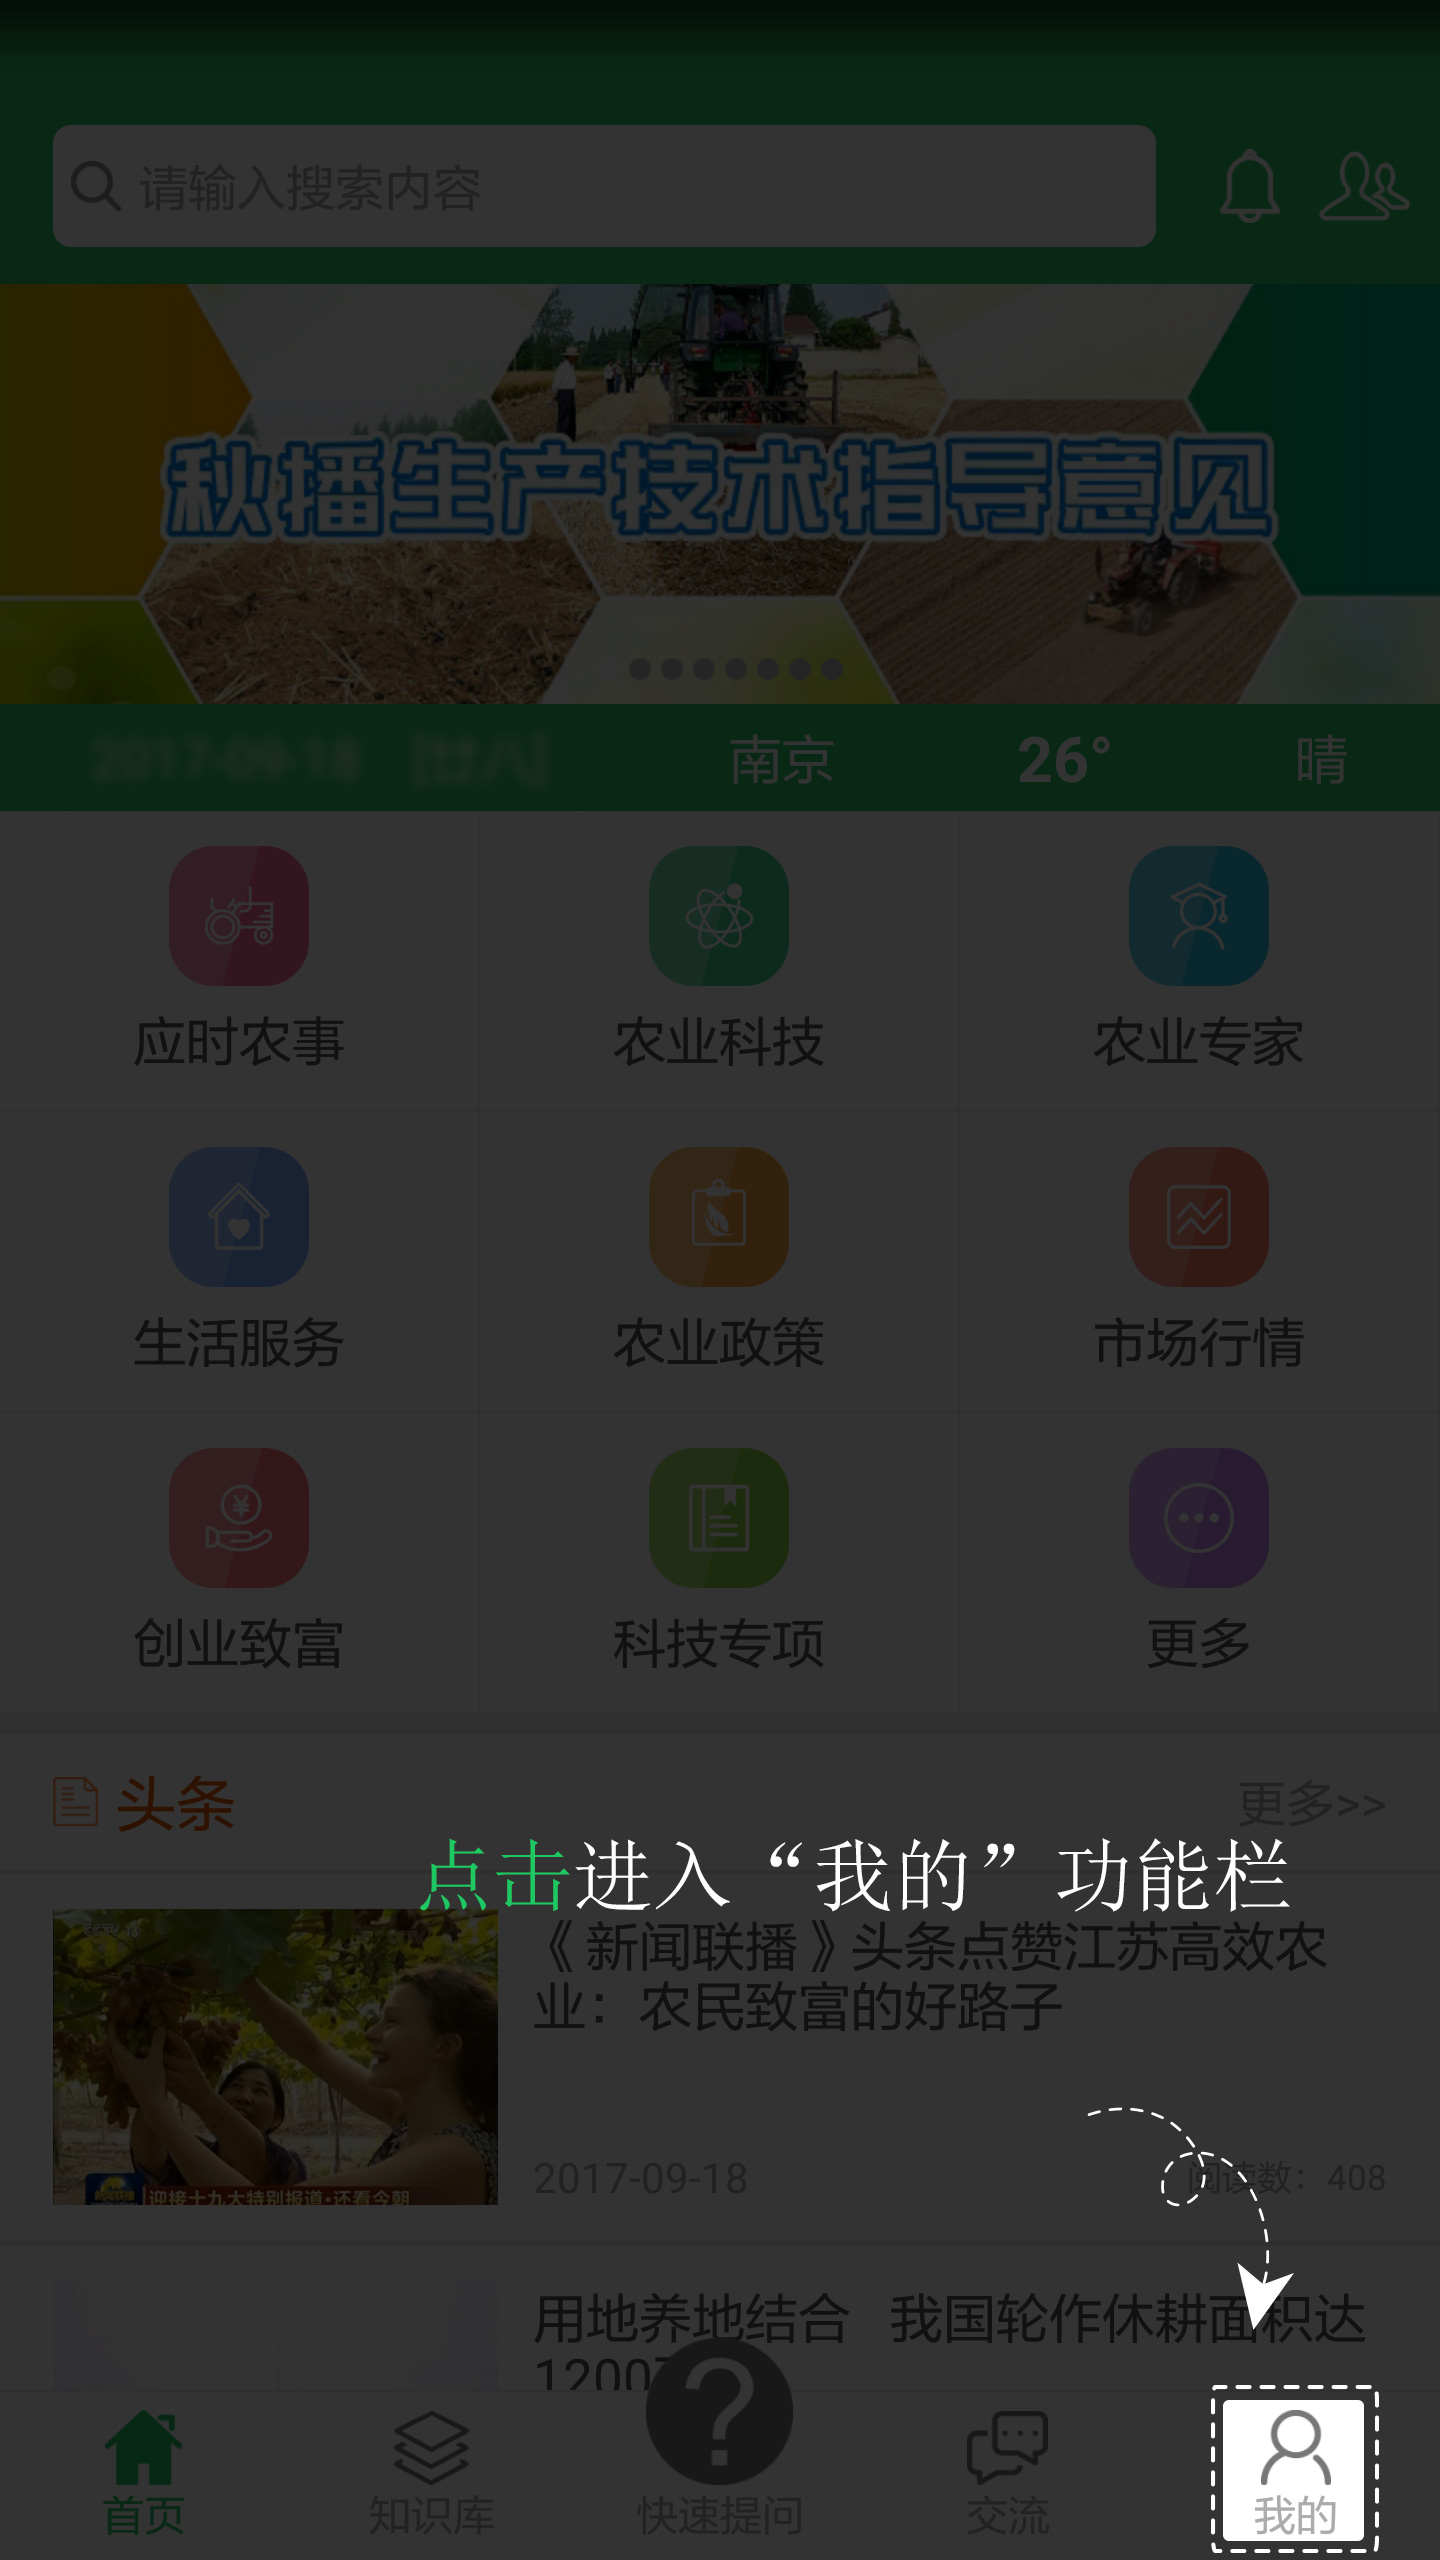 请输入搜索内容
秋播生产技术指导意见
2017-09-18 [廿八] 南京 26° 晴
应时农事 农业科技 农业专家
生活服务 农业政策 市场行情
创业致富 科技专项 更多
头条 更多>>
点击进入“我的”功能栏
《新闻联播》头条点赞江苏高效农
业：农民致富的好路子
迎接十九大特别报道·还看今朝
2017-09-18 阅读数：408
用地养地结合 我国轮作休耕面积达
1200
首页 知识库 快速提问 交流 我的